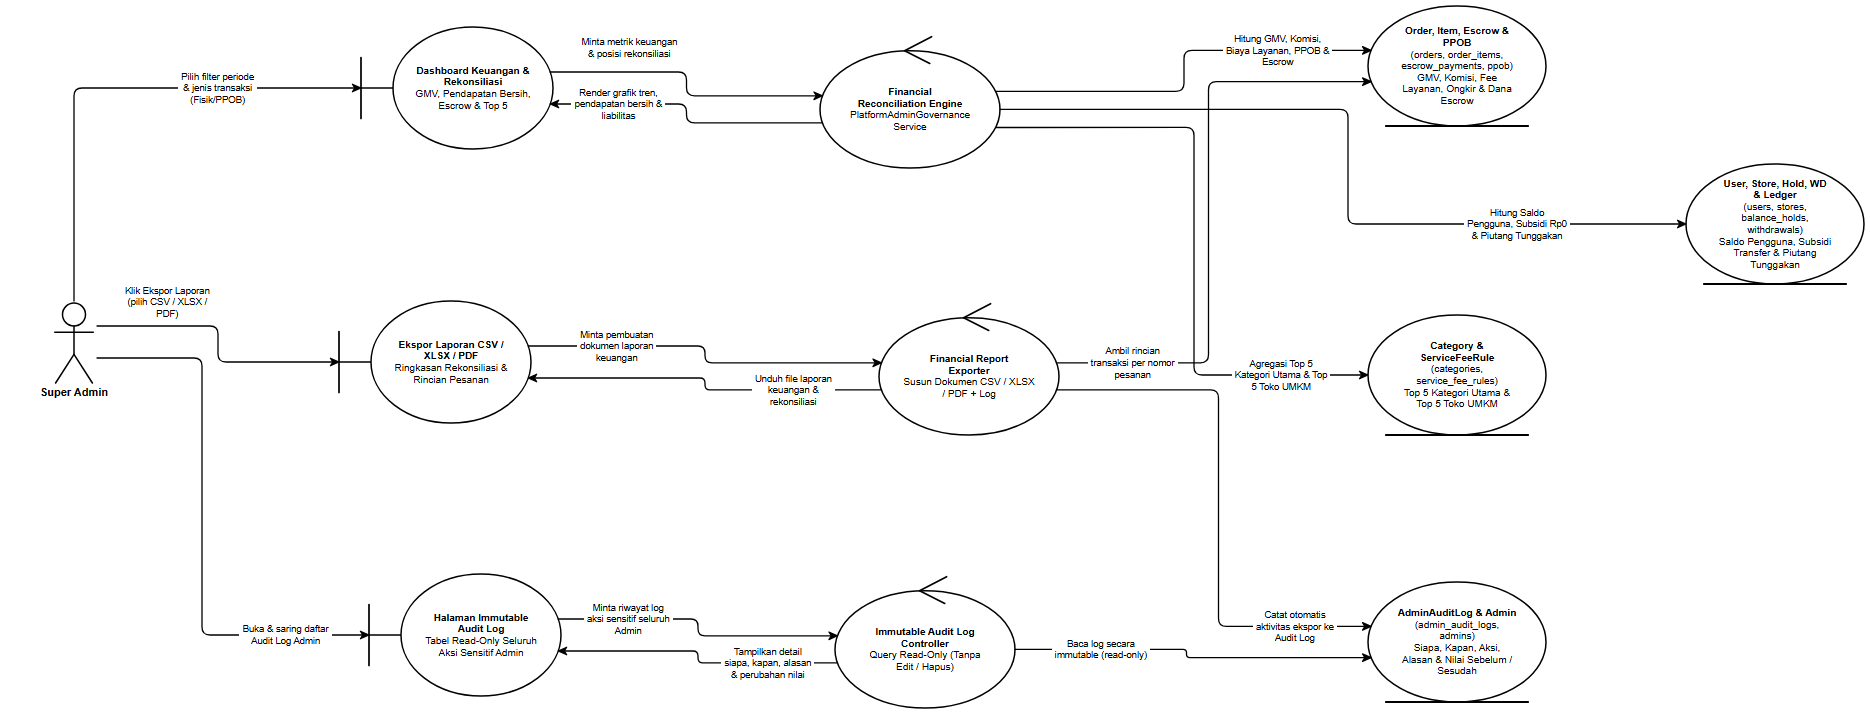 Pilih filter periode
& jenis transaksi
(Fisik/PPOB)
Dashboard Keuangan &
Rekonsiliasi
GMV, Pendapatan Bersih,
Escrow & Top 5
Minta metrik keuangan
& posisi rekonsiliasi
Render grafik tren,
pendapatan bersih &
liabilitas
Financial
Reconciliation Engine
PlatformAdminGovernance
Service
Hitung GMV, Komisi,
Biaya Layanan, PPOB &
Escrow
Order, Item, Escrow &
PPOB
(orders, order_items,
escrow_payments, ppob)
GMV, Komisi, Fee
Layanan, Ongkir & Dana
Escrow
Hitung Saldo
Pengguna, Subsidi Rp0
& Piutang Tunggakan
User, Store, Hold, WD
& Ledger
(users, stores,
balance_holds,
withdrawals)
Saldo Pengguna, Subsidi
Transfer & Piutang
Tunggakan
Super Admin
Klik Ekspor Laporan
(pilih CSV / XLSX /
PDF)
Ekspor Laporan CSV /
XLSX / PDF
Ringkasan Rekonsiliasi &
Rincian Pesanan
Minta pembuatan
dokumen laporan
keuangan
Unduh file laporan
keuangan &
rekonsiliasi
Financial Report
Exporter
Susun Dokumen CSV / XLSX
/ PDF + Log
Ambil rincian
transaksi per nomor
pesanan
Agregasi Top 5
Kategori Utama & Top
5 Toko UMKM
Category &
ServiceFeeRule
(categories,
service_fee_rules)
Top 5 Kategori Utama &
Top 5 Toko UMKM
Buka & saring daftar
Audit Log Admin
Halaman Immutable
Audit Log
Tabel Read-Only Seluruh
Aksi Sensitif Admin
Minta riwayat log
aksi sensitif seluruh
Admin
Tampilkan detail
siapa, kapan, alasan
& perubahan nilai
Immutable Audit Log
Controller
Query Read-Only (Tanpa
Edit / Hapus)
Baca log secara
immutable (read-only)
Catat otomatis
aktivitas ekspor ke
Audit Log
AdminAuditLog & Admin
(admin_audit_logs,
admins)
Siapa, Kapan, Aksi,
Alasan & Nilai Sebelum /
Sesudah